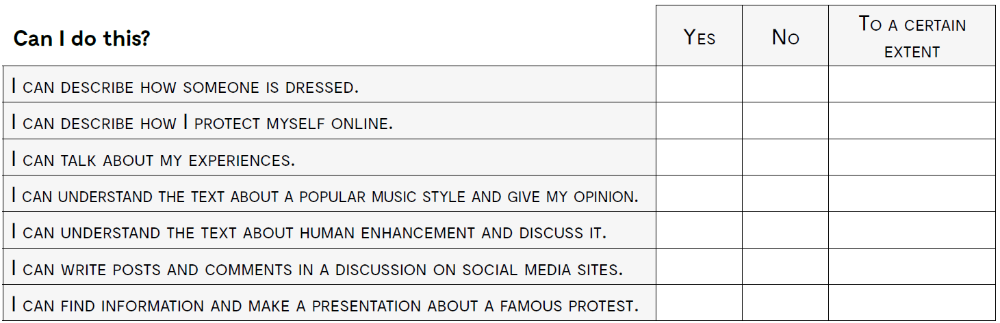 Can I do this?
Yes
No
To a certain
extent
I can describe how someone is dressed.
I can describe how I protect myself online.
I can talk about my experiences.
I can understand the text about a popular music style and give my opinion.
I can understand the text about human enhancement and discuss it.
I can write posts and comments in a discussion on social media sites.
I can find information and make a presentation about a famous protest.